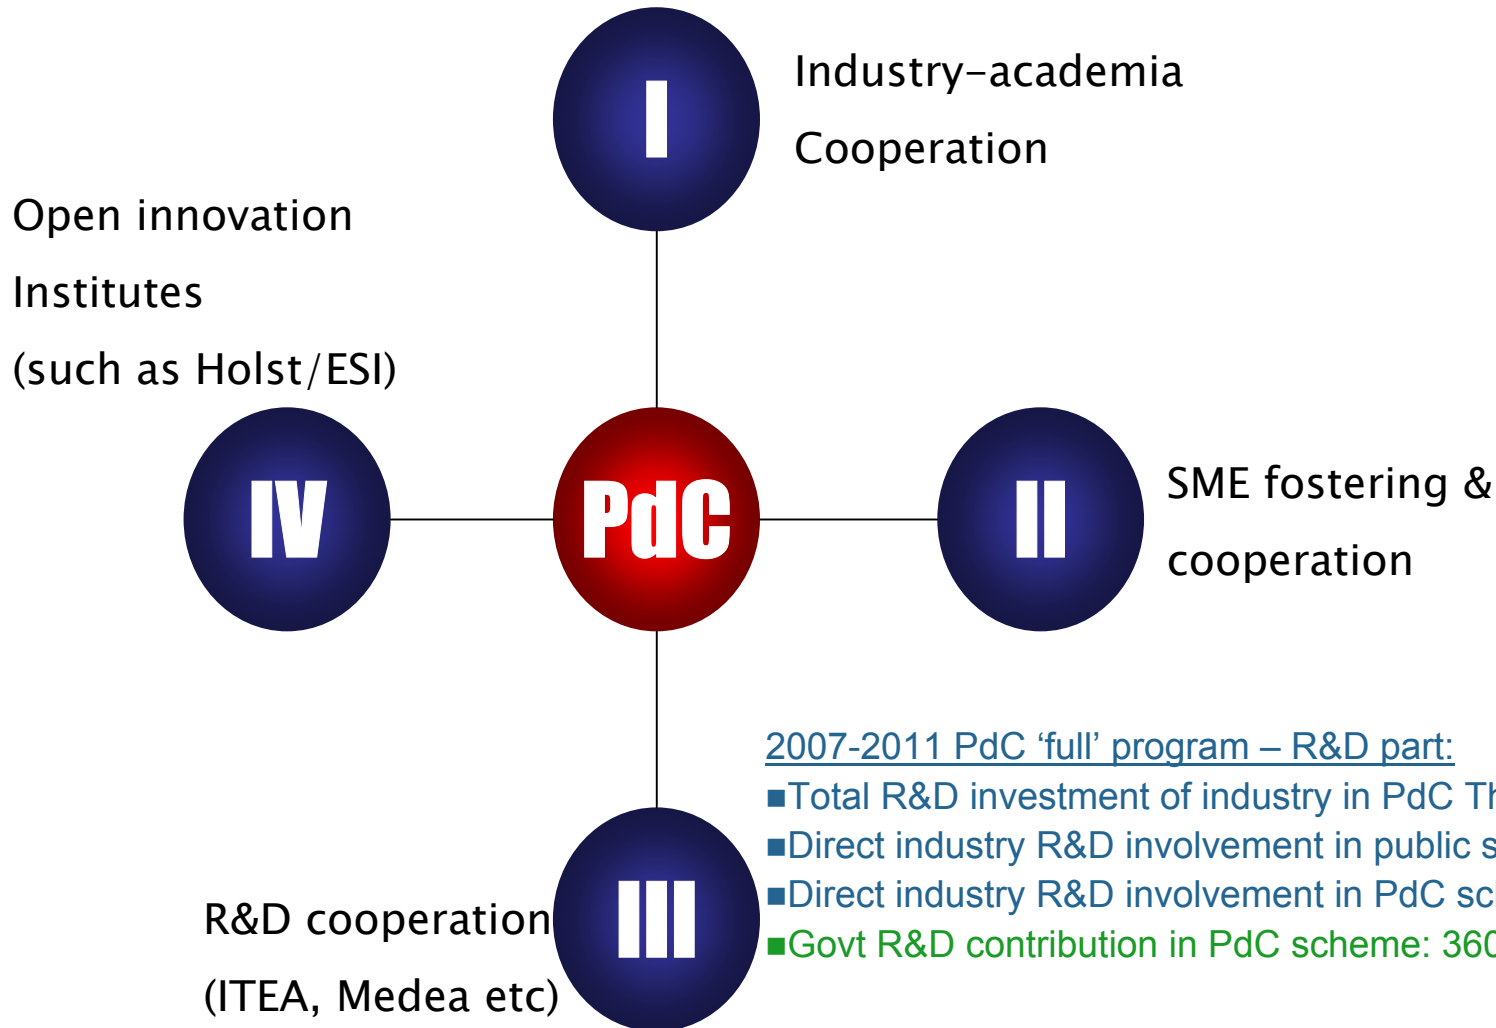 I
Industry-academia
Cooperation
Open innovation
Institutes
(such as Holst/ESI)
IV
PdC
II
SME fostering &
cooperation
2007-2011 PdC ‘full’ program – R&D part:
■Total R&D investment of industry in PdC
■Direct industry R&D involvement in public
■Direct industry R&D involvement in PdC
■Govt R&D contribution in PdC scheme: 360
III
R&D cooperation
(ITEA, Medea etc)